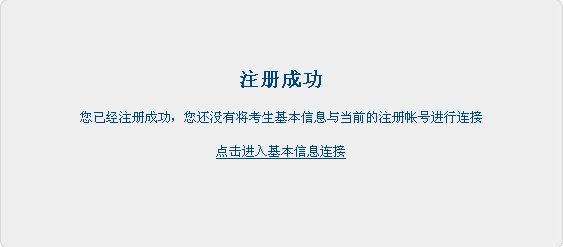 注册成功
您已经注册成功，您还没有将考生基本信息与当前的注册帐号进行连接
点击进入基本信息连接